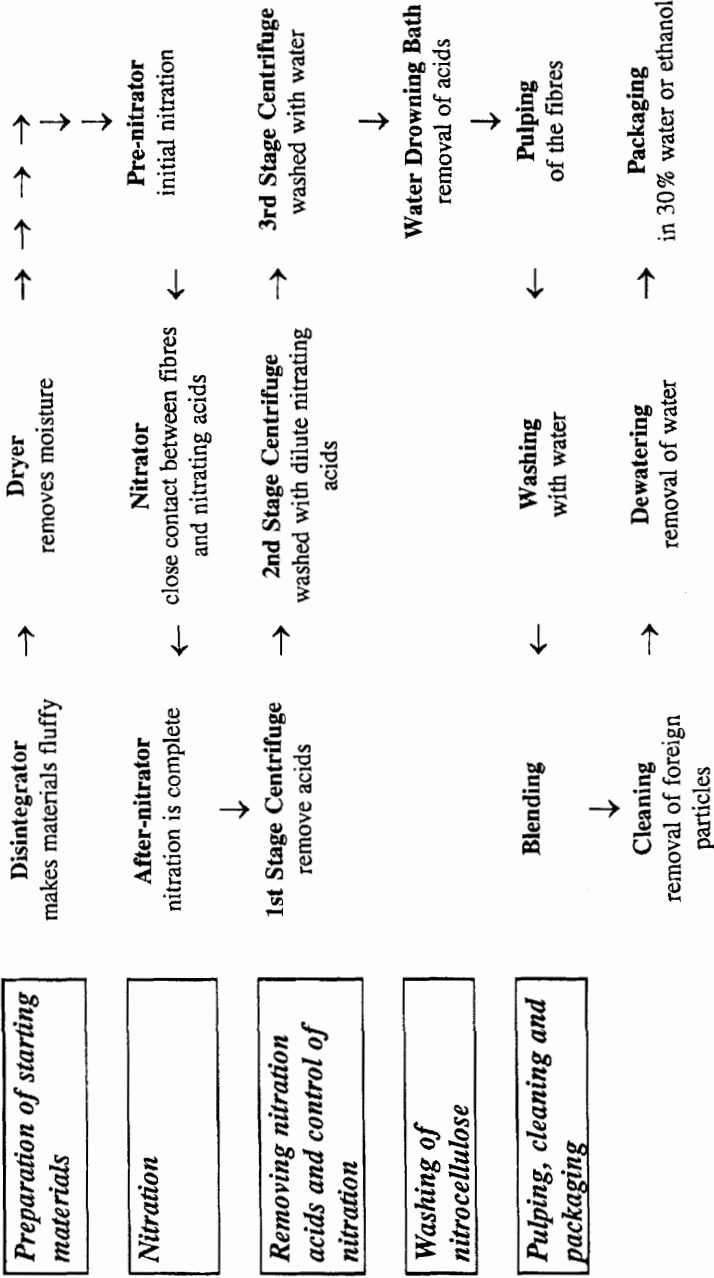 Preparation of starting
materials
Disintegrator
makes materials fluffy
→
Dryer
removes moisture
→ → → →
↓
↓
Nitration
After-nitrator
nitration is complete
←
Nitrator
close contact between fibres
and nitrating acids
←
Pre-nitrator
initial nitration
↓
Removing nitration
acids and control of
nitration
1st Stage Centrifuge
remove acids
→
2nd Stage Centrifuge
washed with dilute nitrating
acids
→
3rd Stage Centrifuge
washed with water
↓
Washing of
nitrocellulose
Water Drowning Bath
removal of acids
↓
Pulping, cleaning and
packaging
Blending
←
Washing
with water
←
Pulping
of the fibres
↓
Cleaning
removal of foreign
particles
→
Dewatering
removal of water
→
Packaging
in 30% water or ethanol